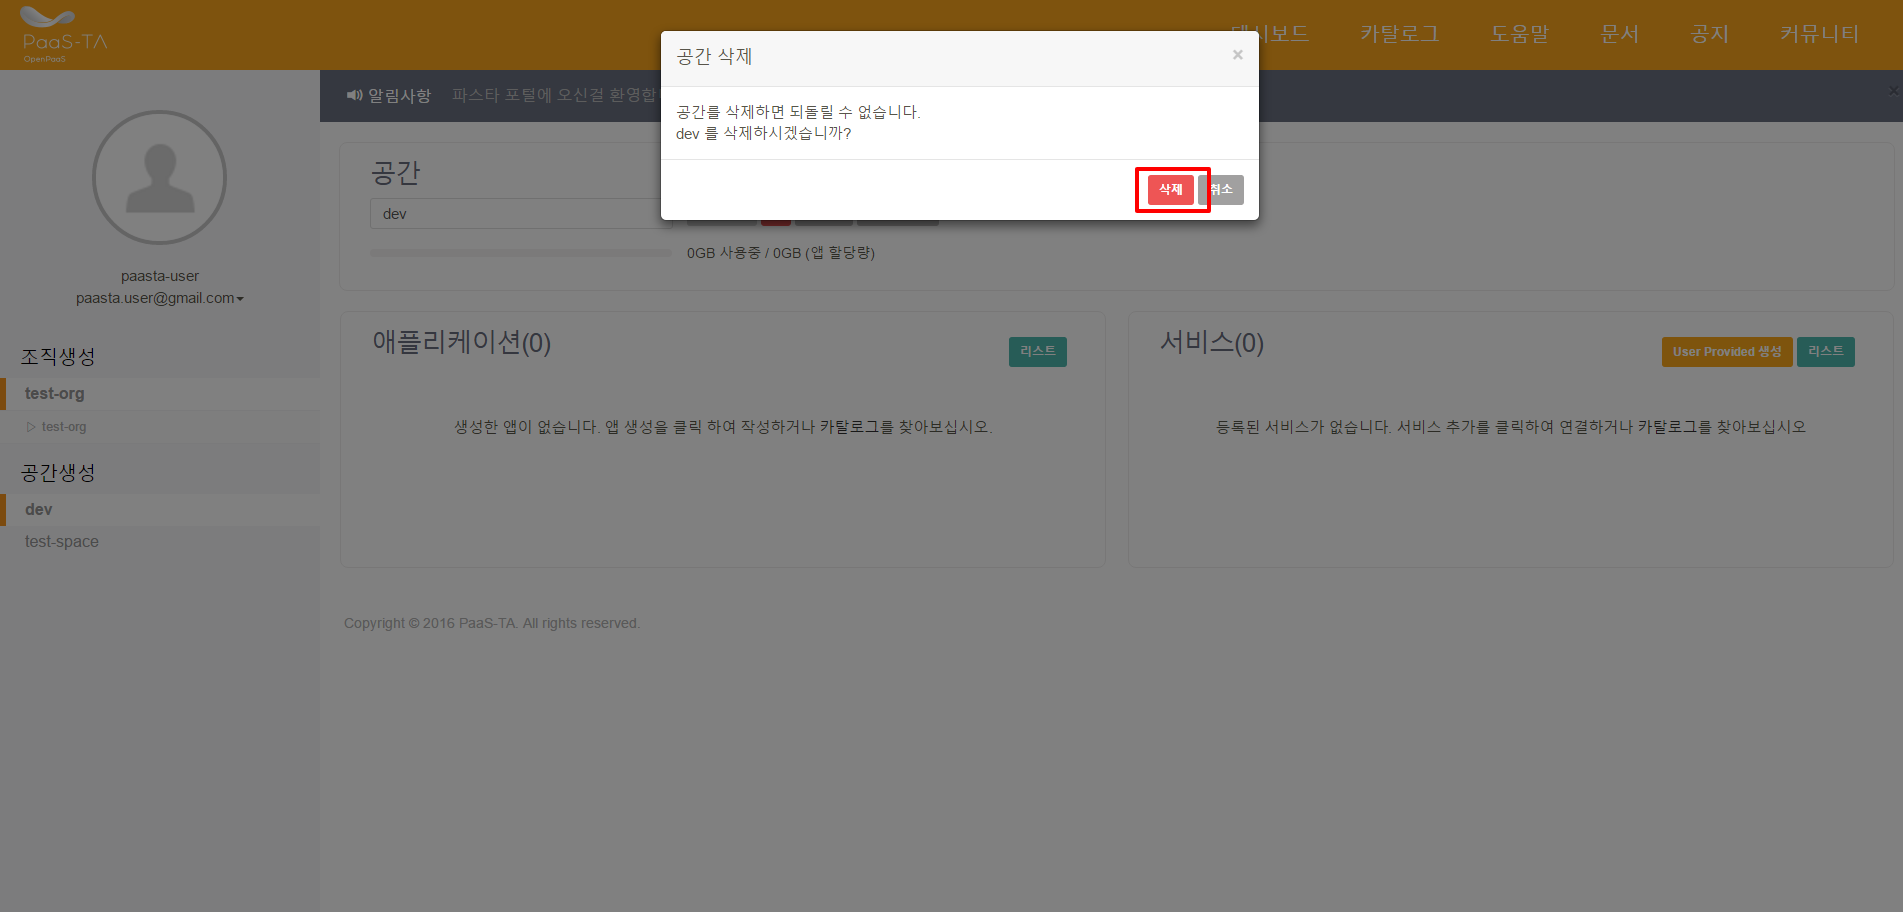 PaaS-TA
OpenPaaS
카탈로그
도움말
문서
공지
커뮤니티
공간 삭제
×
공간를 삭제하면 되돌릴 수 없습니다.
dev 를 삭제하시겠습니까?
삭제
취소
알림사항
파스타 포털에 오신걸
×
paasta-user
paasta.user@gmail.com
조직생성
test-org
test-org
공간생성
dev
test-space
공간
dev
0GB 사용중 / 0GB (앱 할당량)
애플리케이션(0)
리스트
생성한 앱이 없습니다. 앱 생성을 클릭 하여 작성하거나 카탈로그를 찾아보십시오.
서비스(0)
User Provided 생성
리스트
등록된 서비스가 없습니다. 서비스 추가를 클릭하여 연결하거나 카탈로그를 찾아보십시오
Copyright © 2016 PaaS-TA. All rights reserved.